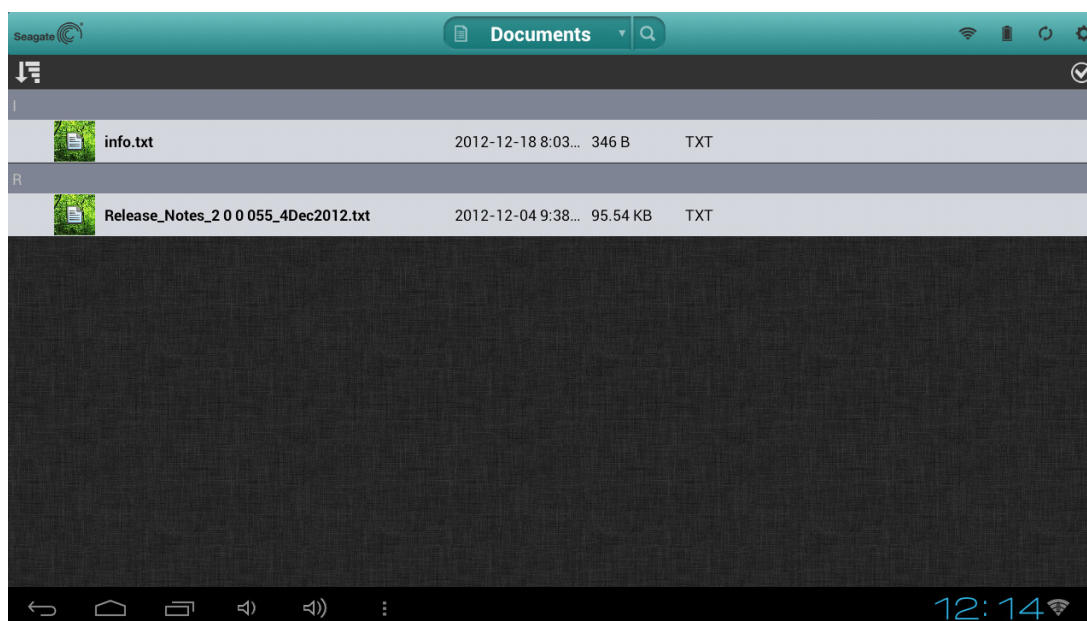 Seagate
Documents
I
info.txt 2012-12-18 8:03... 346 B TXT
R
Release_Notes_2 0 0 055_4Dec2012.txt 2012-12-04 9:38... 95.54 KB TXT
12:14